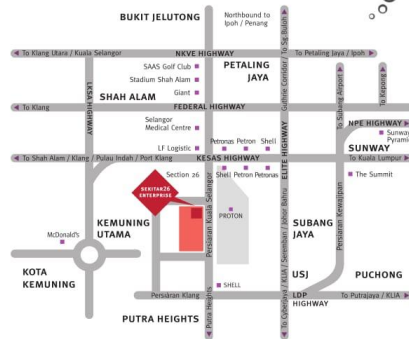 BUKIT JELUTONG
Northbound to
Ipoh / Penang
Guthrie Corridor / To Sg. Buluh
To Klang Utara / Kuala Selangor
NKVE HIGHWAY
To Petaling Jaya / Ipoh
SAAS Golf Club
Stadium Shah Alam
Giant
PETALING
JAYA
LKSA HIGHWAY
SHAH ALAM
To Subang Airport
To Kepong
To Klang
FEDERAL HIGHWAY
Selangor
Medical Centre
LF Logistic
Petronas
Petron
Shell
ELITE HIGHWAY
NPE HIGHWAY
Sunway
Pyramid
SUNWAY
To Shah Alam / Klang / Pulau Indah / Port Klang
KESAS HIGHWAY
To Kuala Lumpur
Section 26
Shell
Petron
Petronas
The Summit
BERITAK26
ENTERPRISE
Persiaran Kuala Selangor
PROTON
Persiaran Kewajipan
KEMUNING
UTAMA
McDonald's
SUBANG
JAYA
KOTA
KEMUNING
USJ
PUCHONG
SHELL
Persiaran Klang
LDP
HIGHWAY
To Putrajaya / KLIA
PUTRA HEIGHTS
Putra Heights
To Cyberjaya / KLIA / Seremban / Johor Bahru